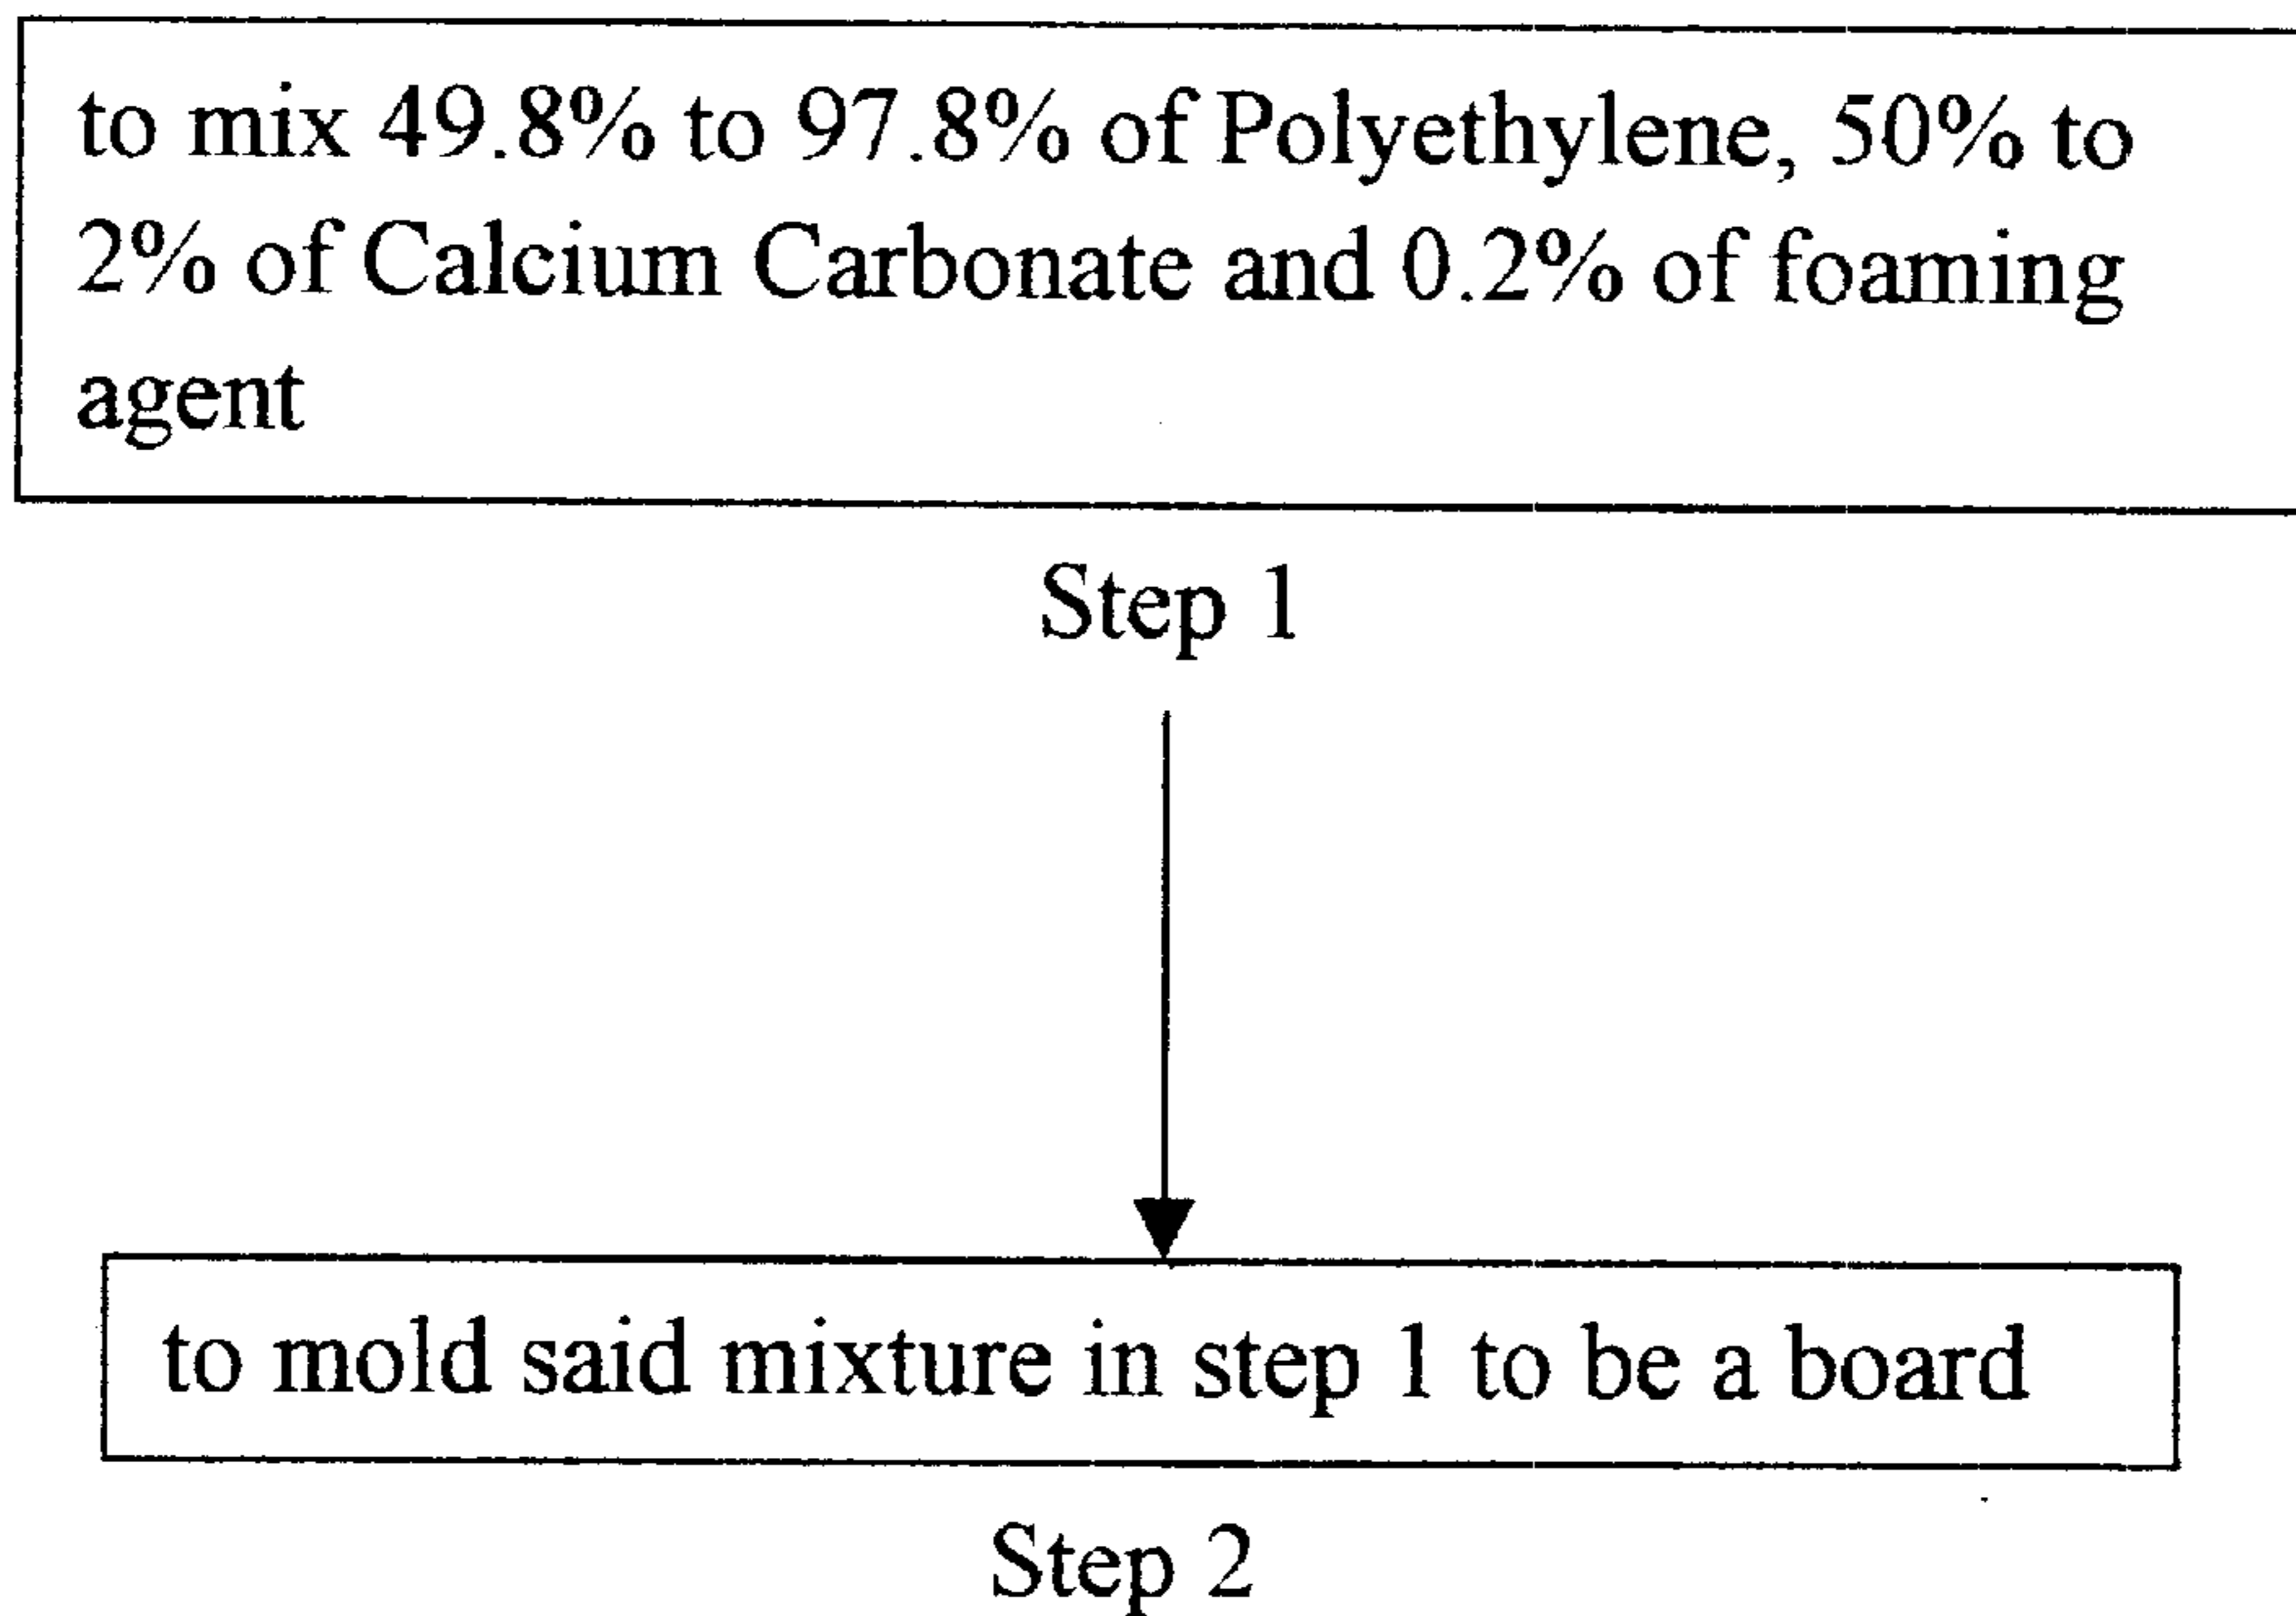 to mix 49.8% to 97.8% of Polyethylene, 50% to
2% of Calcium Carbonate and 0.2% of foaming
agent
Step 1
to mold said mixture in step 1 to be a board
Step 2